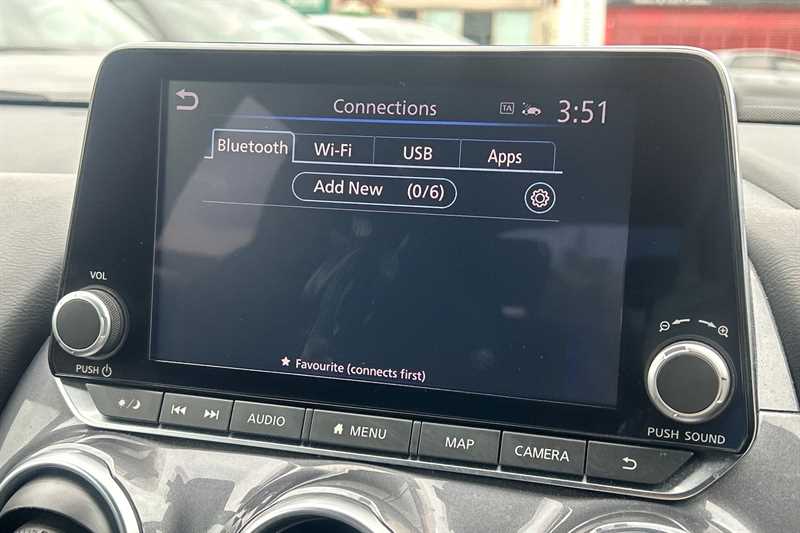 Connections TA 3:51
Bluetooth Wi-Fi USB Apps
Add New (0/6)
Favourite (connects first)
VOL
PUSH
PUSH SOUND
AUDIO MENU MAP CAMERA